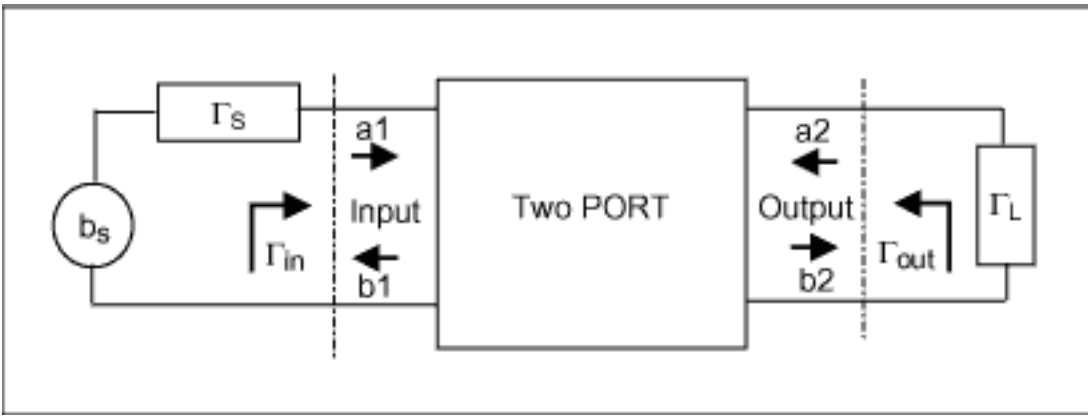 ΓS
a1
a2
bs
Γin
Input
Two PORT
Output
Γout
ΓL
b1
b2